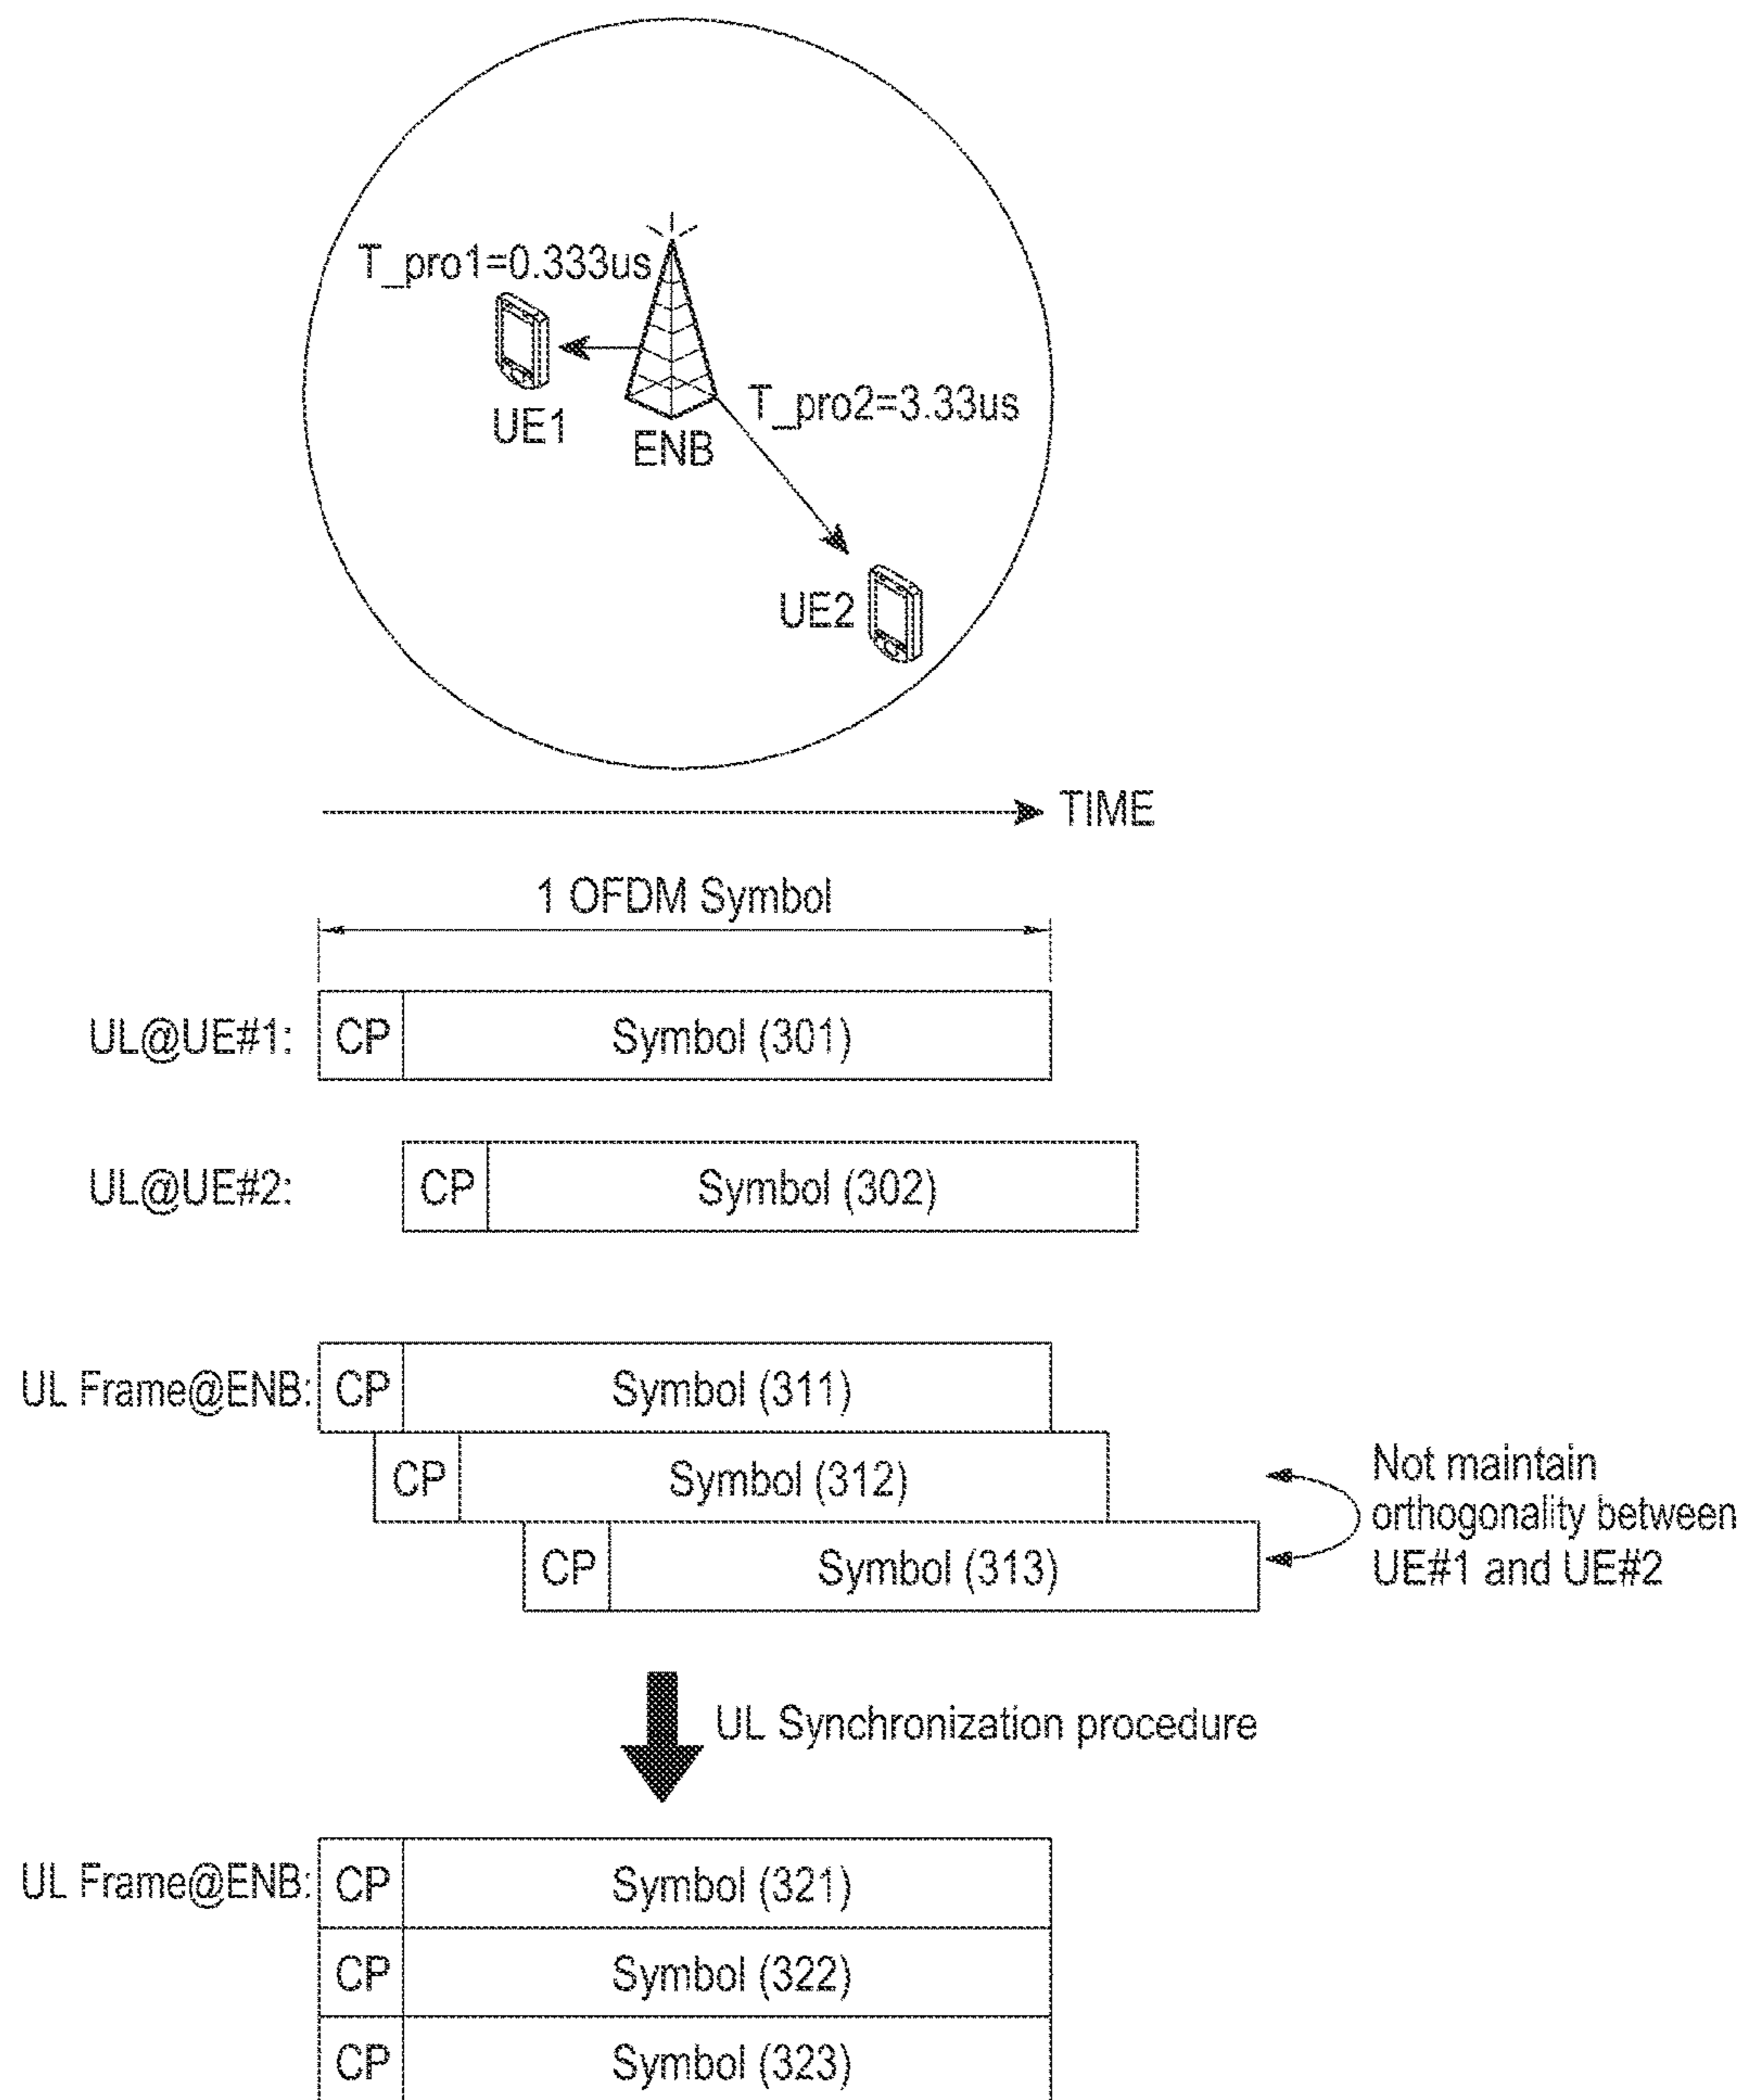 T_pro1=0.333us
UE1
ENB
T_pro2=3.33us
UE2
TIME
1 OFDM Symbol
UL@UE#1: CP Symbol (301)
UL@UE#2: CP Symbol (302)
UL Frame@ENB: CP Symbol (311)
CP Symbol (312)
CP Symbol (313)
Not maintain
orthogonality between
UE#1 and UE#2
UL Synchronization procedure
UL Frame@ENB: CP Symbol (321)
CP Symbol (322)
CP Symbol (323)